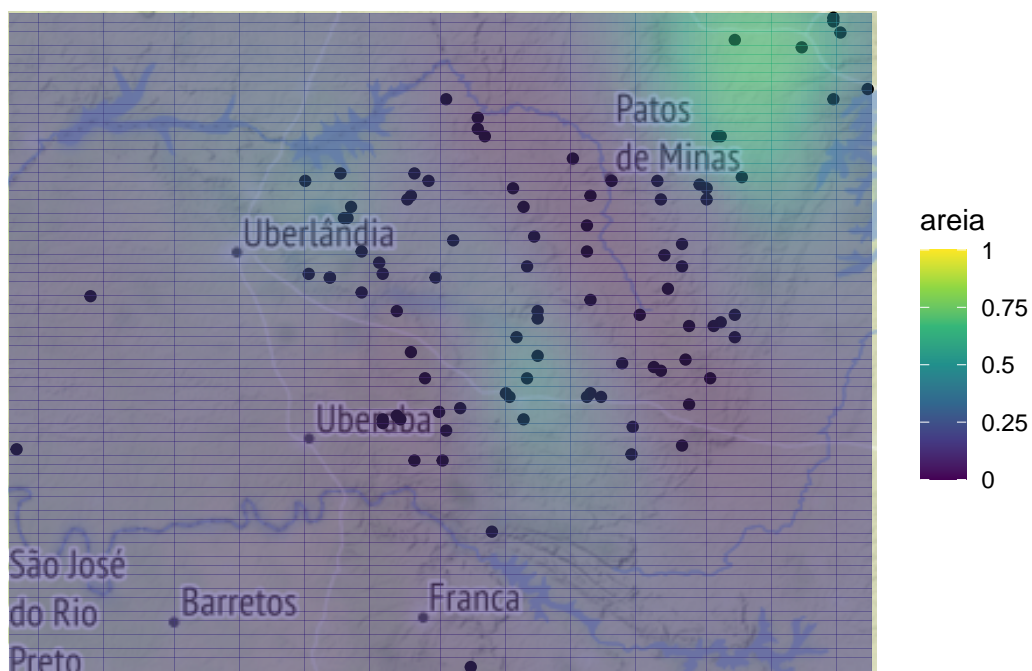 Patos
de Minas
Uberlândia
Uberaba
São José
do Rio
Preto
Barretos
Franca
areia
1
0.75
0.5
0.25
0